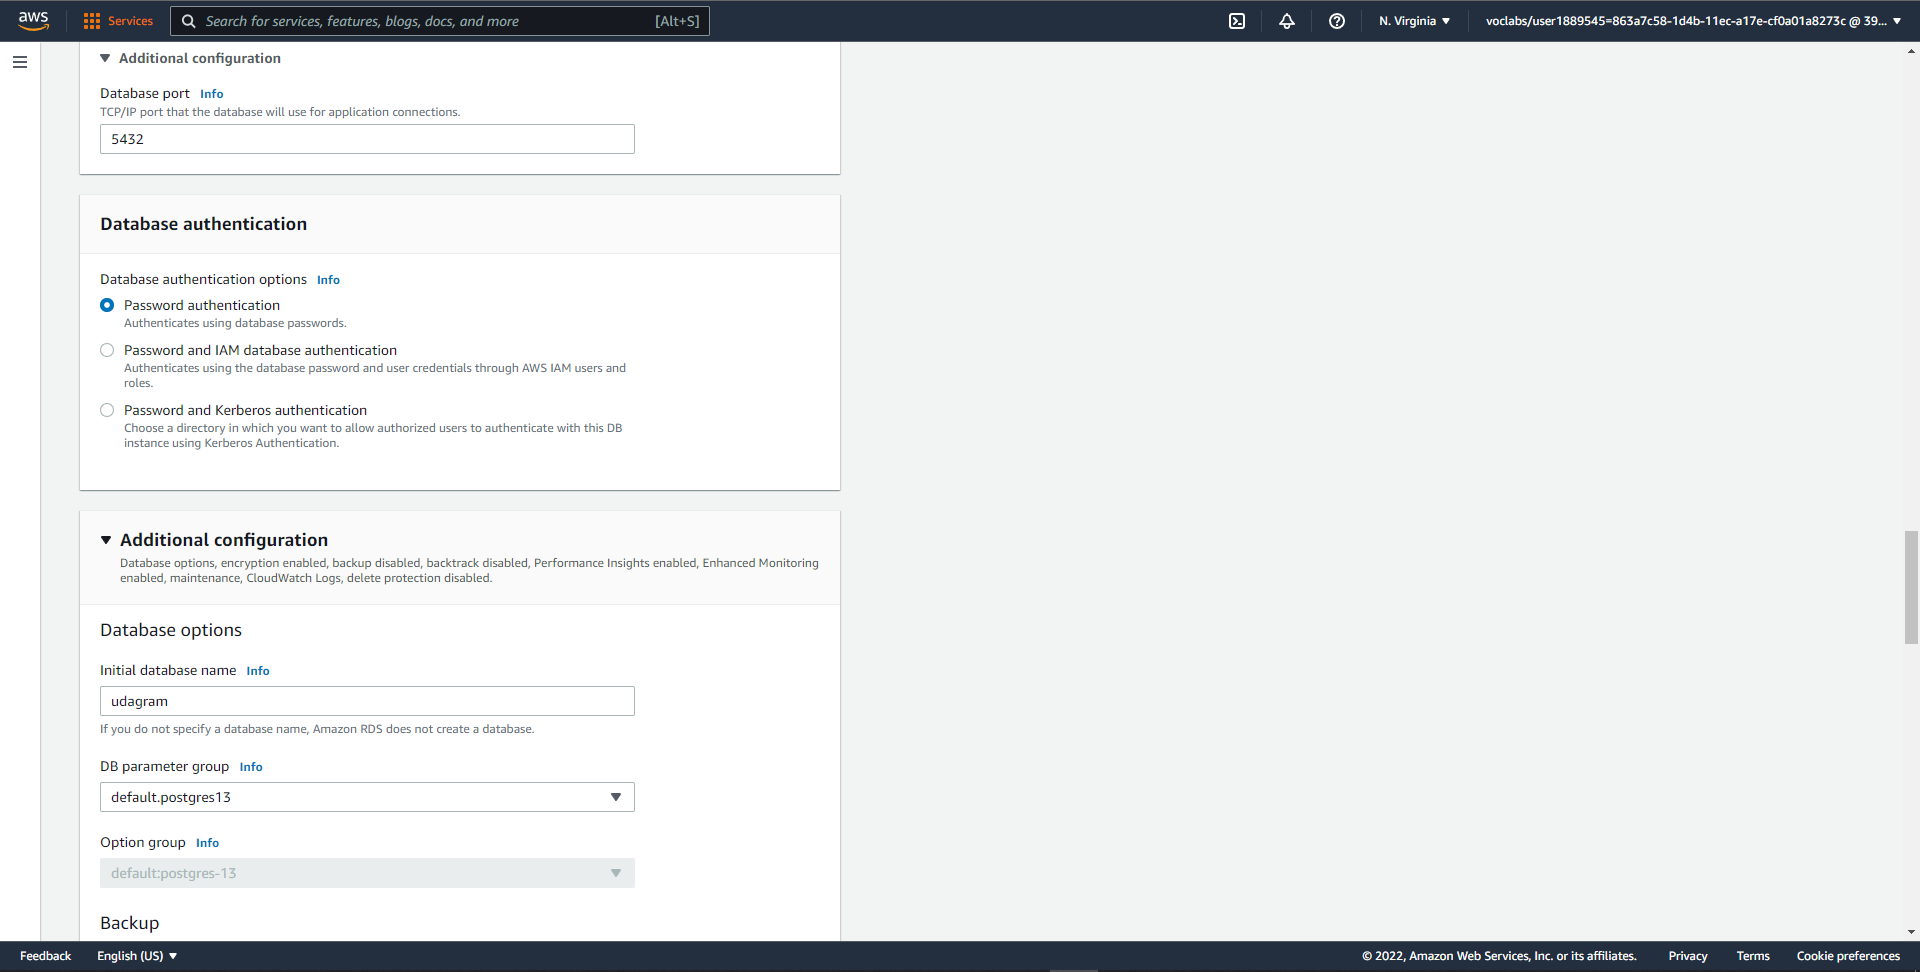 aws
Services
Search for services, features, blogs, docs, and more
[Alt+S]
N. Virginia
voclabs/user1889545=863a7c58-1d4b-11ec-a17e-cf0a01a8273c @ 39...
Additional configuration
Database port Info
TCP/IP port that the database will use for application connections.
5432
Database authentication
Database authentication options Info
Password authentication
Authenticates using database passwords.
Password and IAM database authentication
Authenticates using the database password and user credentials through AWS IAM users and
roles.
Password and Kerberos authentication
Choose a directory in which you want to allow authorized users to authenticate with this DB
instance using Kerberos Authentication.
Additional configuration
Database options, encryption enabled, backup disabled, backtrack disabled, Performance Insights enabled, Enhanced Monitoring
enabled, maintenance, CloudWatch Logs, delete protection disabled.
Database options
Initial database name Info
udagram
If you do not specify a database name, Amazon RDS does not create a database.
DB parameter group Info
default.postgres13
Option group Info
default:postgres-13
Backup
Feedback
English (US)
© 2022, Amazon Web Services, Inc. or its affiliates.
Privacy
Terms
Cookie preferences